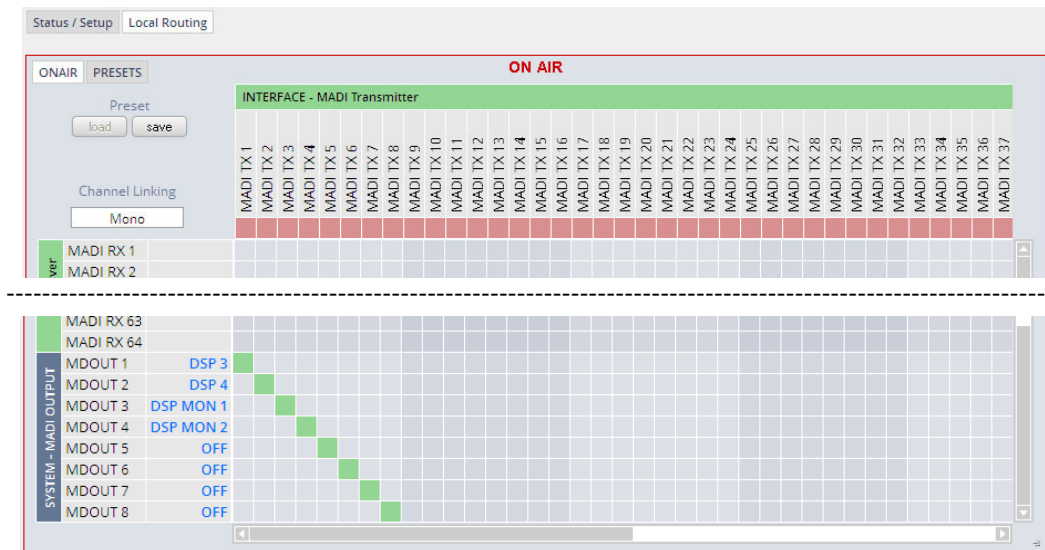 Status / Setup Local Routing
ON AIR
ONAIR PRESETS
Preset
load save
Channel Linking
Mono
INTERFACE - MADI Transmitter
MADI TX 1
MADI TX 2
MADI TX 3
MADI TX 4
MADI TX 5
MADI TX 6
MADI TX 7
MADI TX 8
MADI TX 9
MADI TX 10
MADI TX 11
MADI TX 12
MADI TX 13
MADI TX 14
MADI TX 15
MADI TX 16
MADI TX 17
MADI TX 18
MADI TX 19
MADI TX 20
MADI TX 21
MADI TX 22
MADI TX 23
MADI TX 24
MADI TX 25
MADI TX 26
MADI TX 27
MADI TX 28
MADI TX 29
MADI TX 30
MADI TX 31
MADI TX 32
MADI TX 33
MADI TX 34
MADI TX 35
MADI TX 36
MADI TX 37
ver
MADI RX 1
MADI RX 2
MADI RX 63
MADI RX 64
SYSTEM - MADI OUTPUT
MDOUT 1 DSP 3
MDOUT 2 DSP 4
MDOUT 3 DSP MON 1
MDOUT 4 DSP MON 2
MDOUT 5 OFF
MDOUT 6 OFF
MDOUT 7 OFF
MDOUT 8 OFF